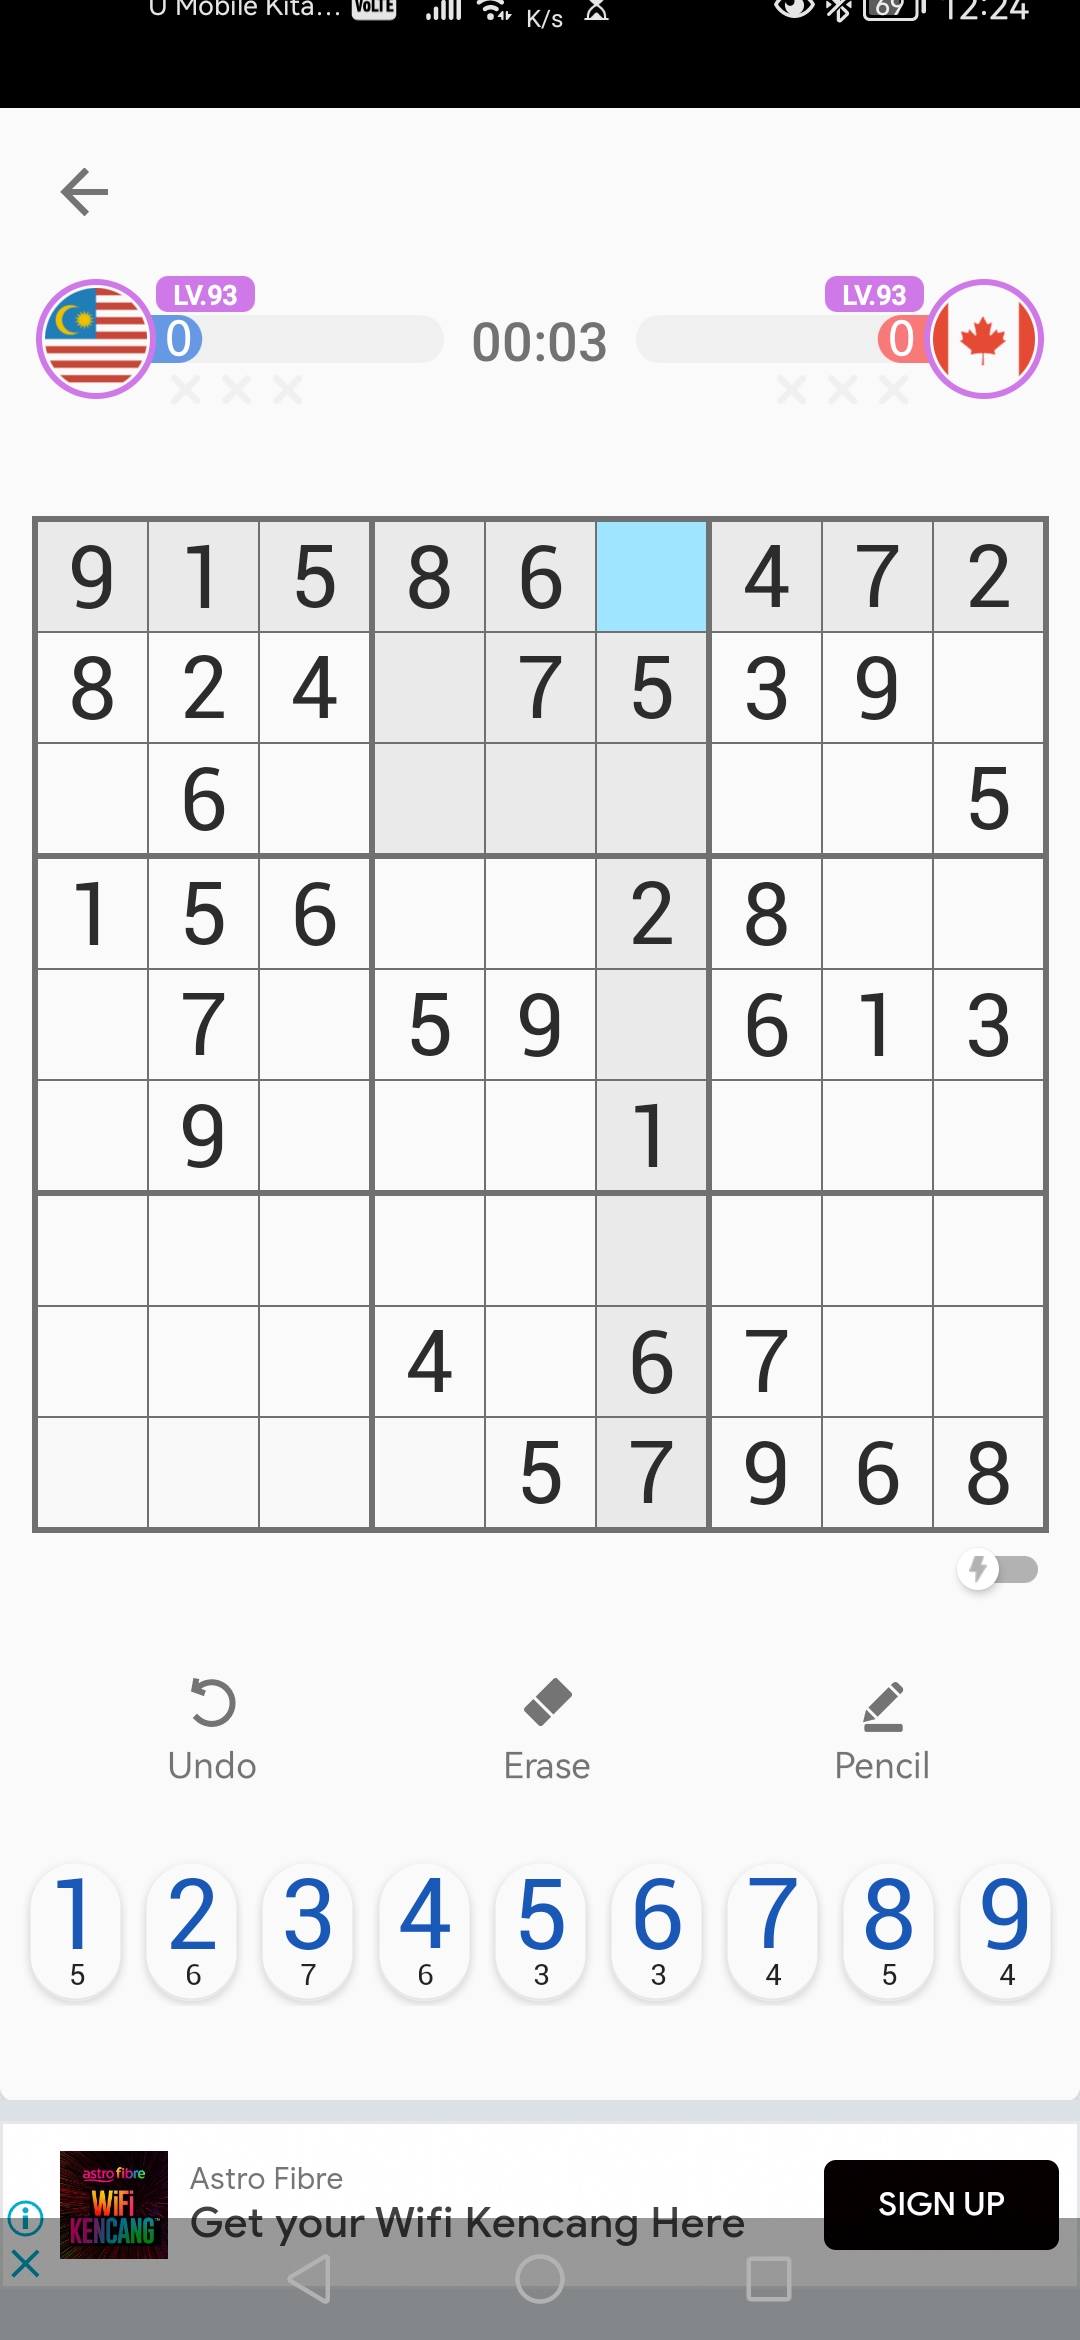 U Mobile Kita... VoLTE K/s 69 12:24
LV.93 LV.93
0 00:03 0
9 1 5 8 6 4 7 2
8 2 4 7 5 3 9
6 5
1 5 6 2 8
7 5 9 6 1 3
9 1
4 6 7
5 7 9 6 8
Undo Erase Pencil
1 2 3 4 5 6 7 8 9
5 6 7 6 3 3 4 5 4
astro fibre
WiFi
KENCANG
Astro Fibre
Get your Wifi Kencang Here
SIGN UP